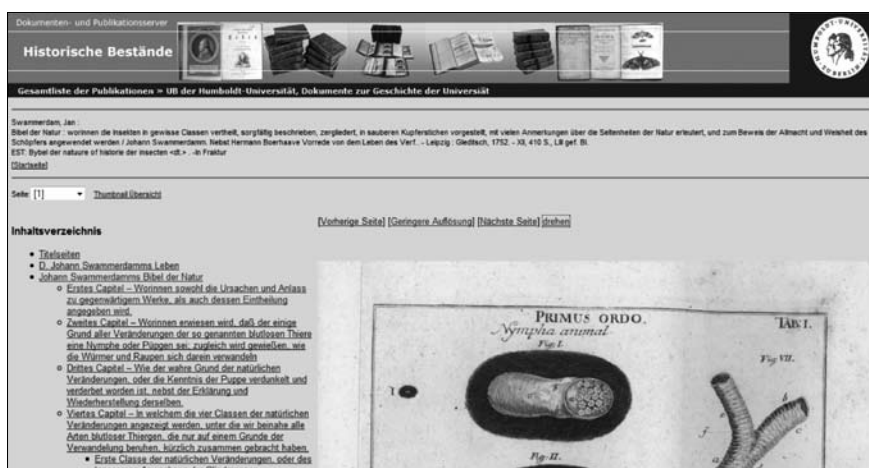 Dokumenten- und Publikationsserver
Historische Bestände
HUMBOLDT-UNIVERSITÄT
Gesamtliste der Publikationen » UB der Humboldt-Universität, Dokumente zur Geschichte der Universiät
Swammerdam, Jan :
Bibel der Natur : worinnen die Insekten in gewisse Classen vertheilt, sorgfältig beschrieben, zergliedert, in sauberen Kupferstichen vorgestellt, mit vielen Anmerkungen über die Seltenheiten der Natur erleutert, und zum Beweis der Allmacht und Weisheit des
Schöpfers angewendet werden / Johann Swammerdamm. Nebst Hermann Boerhaave Vorrede von dem Leben des Verf.. - Leipzig : Gleditsch, 1752. - XII, 410 S., LIII gef. Bl.
EST: Bybel der natuure of historie der insecten <dt.> . -In Fraktur
[Startseite]
Seite: [1] Thumbnail Übersicht
[Vorherige Seite] [Geringere Auflösung] [Nächste Seite] drehen
Inhaltsverzeichnis
Titelseiten
D. Johann Swammerdamms Leben
Johann Swammerdamms Bibel der Natur
Erstes Capitel – Worinnen sowohl die Ursachen und Anlass
zu gegenwärtigem Werke, als auch dessen Eintheilung
angegeben wird.
Zweites Capitel – Worinnen erwiesen wird, daß der einige
Grund aller Veränderungen der so genannten blutlosen Thiere
eine Nymphe oder Püpgen sei; zugleich wird gewießen, wie
die Würmer und Raupen sich darein verwandeln
Drittes Capitel – Wie der wahre Grund der natürlichen
Veränderungen, oder die Kenntnis der Puppe verdunkelt und
verderbet worden ist, nebst der Erklärung und
Wiederherstellung derselben.
Viertes Capitel – In welchem die vier Classen der natürlichen
Veränderungen angezeigt werden, unter die wir beinahe alle
Arten blutloser Thiergen, die nur auf einem Grunde der
Verwandelung beruhen, kürzlich zusammen gebracht haben.
Erste Classe der natürlichen Veränderungen, oder des
PRIMUS ORDO.
TAB. I.
Nympha animal
Fig. I.
Fig. VII.
I
b
e
c
f
a
Fig. II.